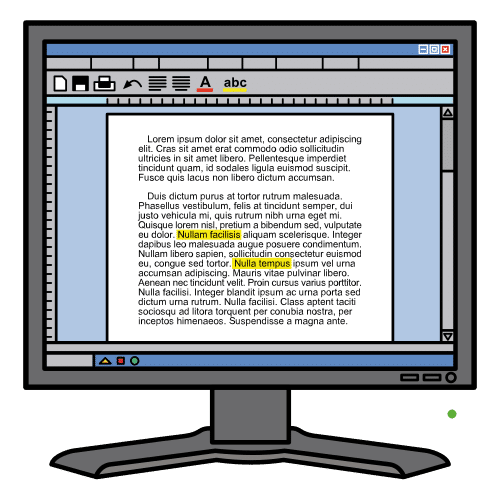 A abc
Lorem ipsum dolor sit amet, consectetur adipiscing
elit. Cras sit amet erat commodo odio sollicitudin
ultricies in sit amet libero. Pellentesque imperdiet
tincidunt quam, id sodales ligula euismod suscipit.
Fusce quis lacus non libero dictum accumsan.
Duis dictum purus at tortor rutrum malesuada.
Phasellus vestibulum, felis at tincidunt semper, dui
justo vehicula mi, quis rutrum nibh urna eget mi.
Quisque lorem nisl, pretium a bibendum sed, vulputate
eu dolor. Nullam facilisis aliquam scelerisque. Integer
dapibus leo malesuada augue posuere condimentum.
Nullam libero sapien, sollicitudin consectetur euismod
eu, congue sed tortor. Nulla tempus ipsum vel urna
accumsan adipiscing. Mauris vitae pulvinar libero.
Aenean nec tincidunt velit. Proin cursus varius porttitor.
Nulla facilisi. Integer blandit ipsum ac urna porta sed
dictum urna rutrum. Nulla facilisi. Class aptent taciti
sociosqu ad litora torquent per conubia nostra, per
inceptos himenaeos. Suspendisse a magna ante.